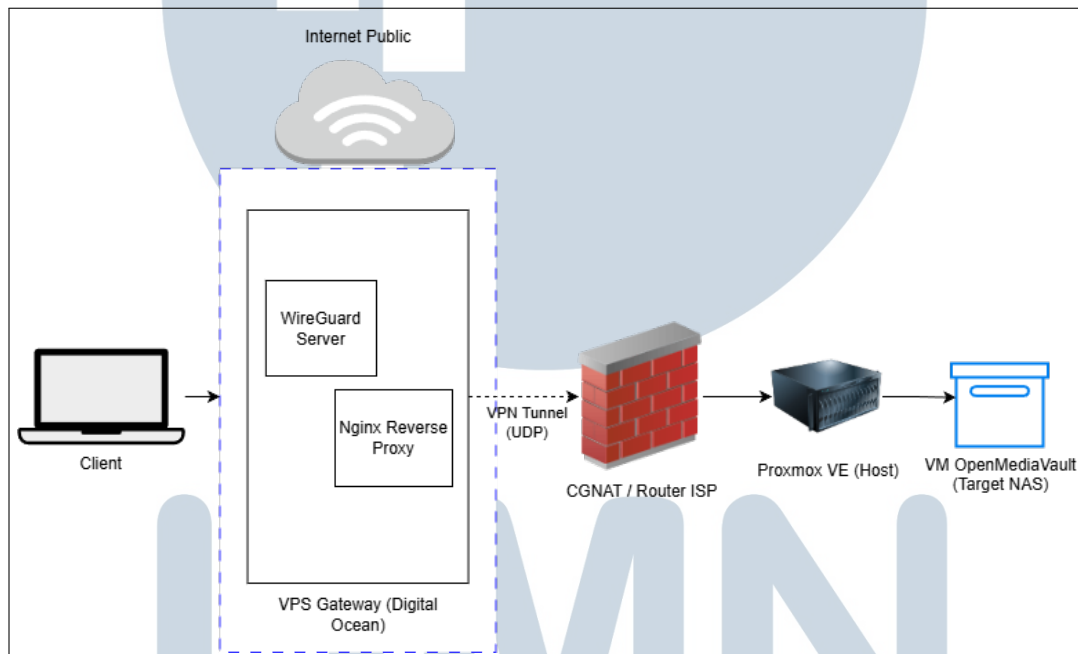 Internet Public
WireGuard
Server
Nginx Reverse
Proxy
VPN Tunnel
(UDP)
Client
CGNAT / Router ISP
Proxmox VE (Host)
VM OpenMediaVault
(Target NAS)
VPS Gateway (Digital
Ocean)
UMN